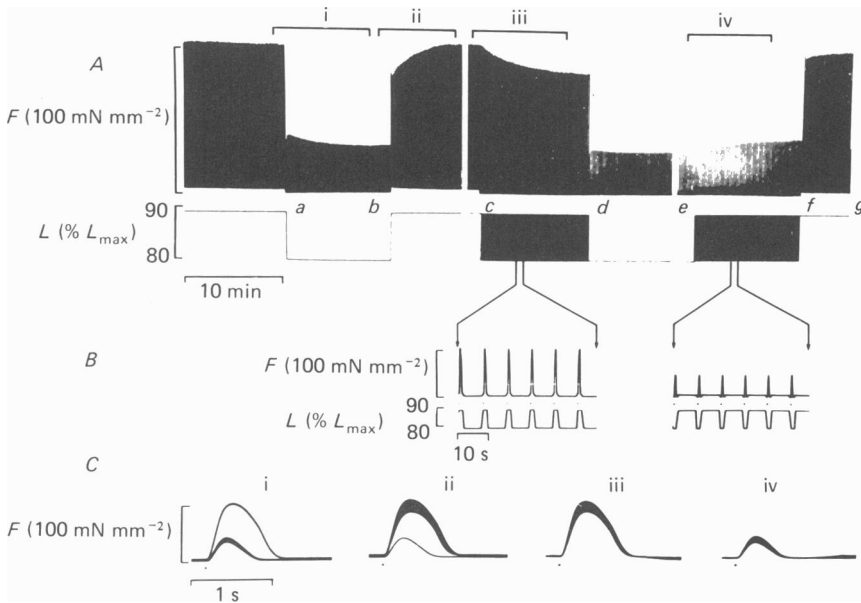 i ii iii iv
A
F (100 mN mm⁻²)
90
L (% Lmax)
80
a b c d e f g
10 min
B
F (100 mN mm⁻²)
90
L (% Lmax)
80
10 s
C
i ii iii iv
F (100 mN mm⁻²)
1 s